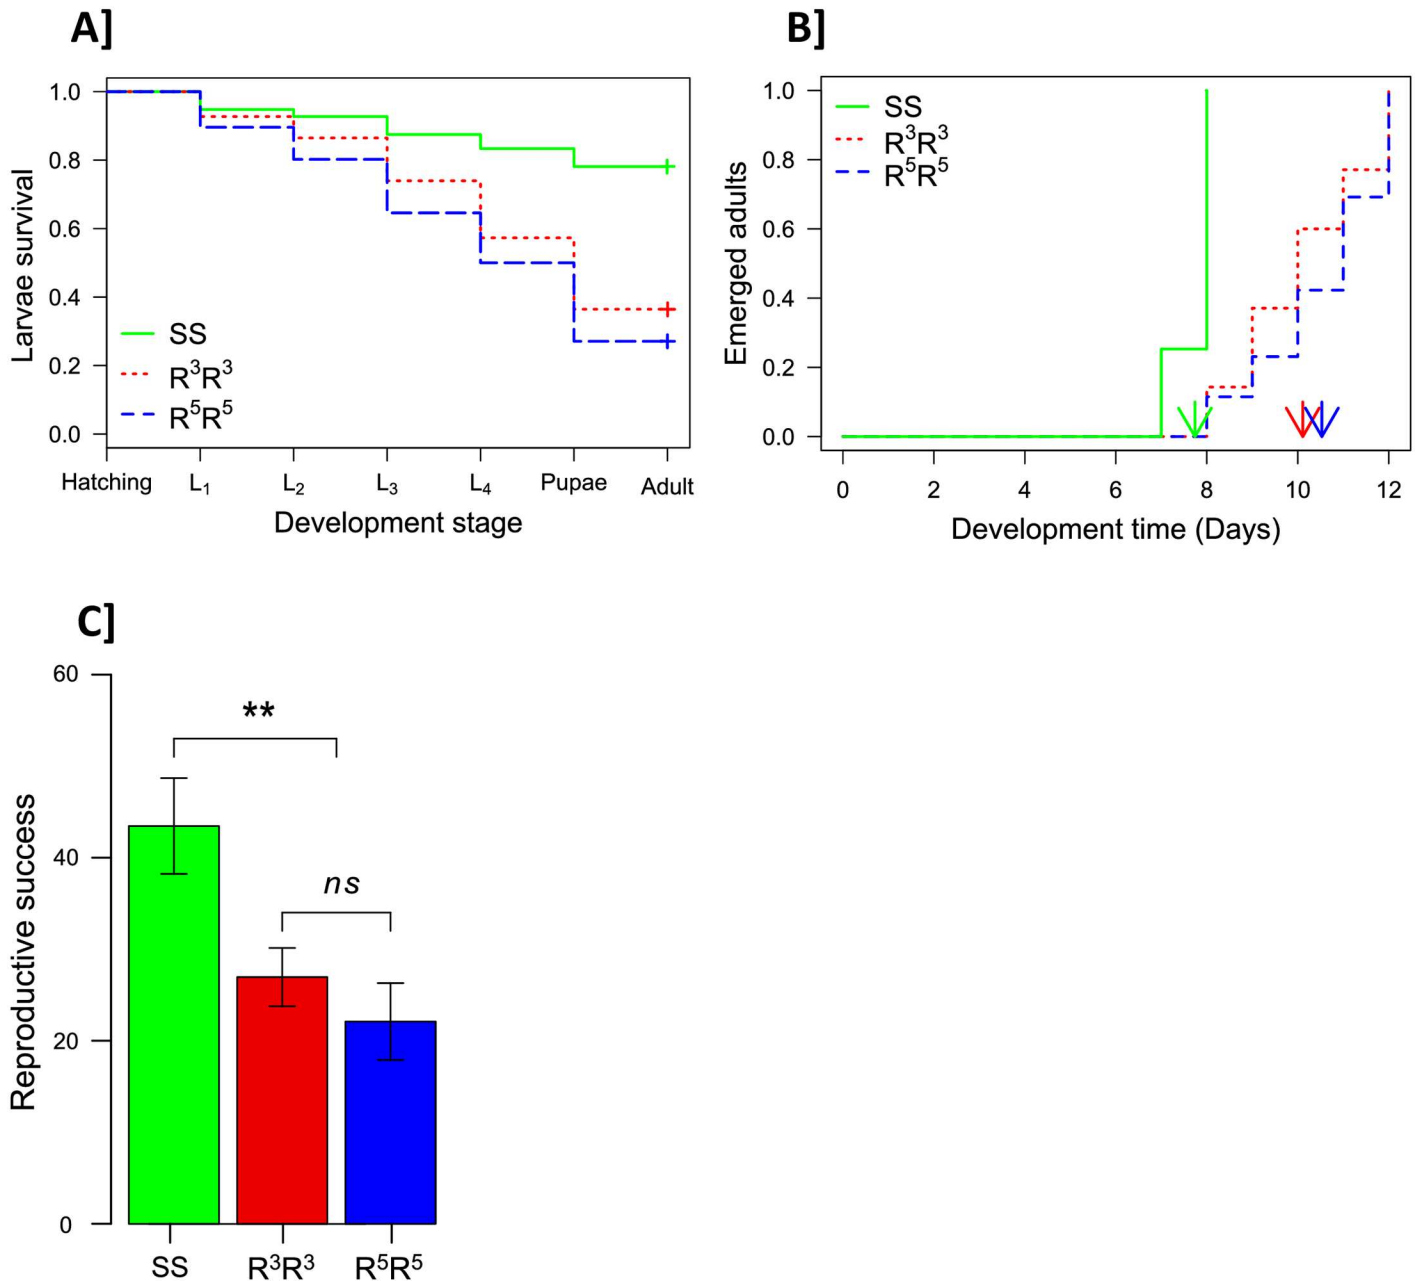 A]
Larvae survival
1.0
0.8
0.6
0.4
0.2
0.0
SS
R³R³
R⁵R⁵
Hatching L₁ L₂ L₃ L₄ Pupae Adult
Development stage
B]
Emerged adults
1.0
0.8
0.6
0.4
0.2
0.0
SS
R³R³
R⁵R⁵
0 2 4 6 8 10 12
Development time (Days)
C]
Reproductive success
60
40
20
0
**
ns
SS R³R³ R⁵R⁵